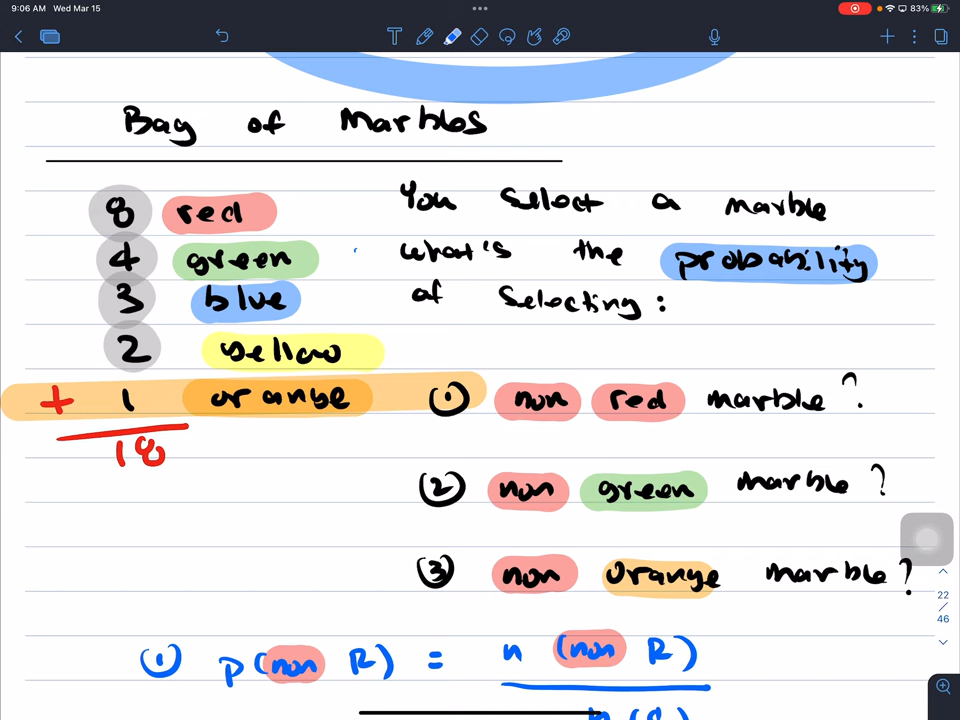 9:06 AM Wed Mar 15
83%
T
Bag of Marbles
8 red
4 green
3 blue
2 yellow
+ 1 orange
18
You select a marble
what's the probability
of selecting:
① non red marble?
② non green marble?
③ non orange marble?
22
/
46
① p(non R) = n (non R)